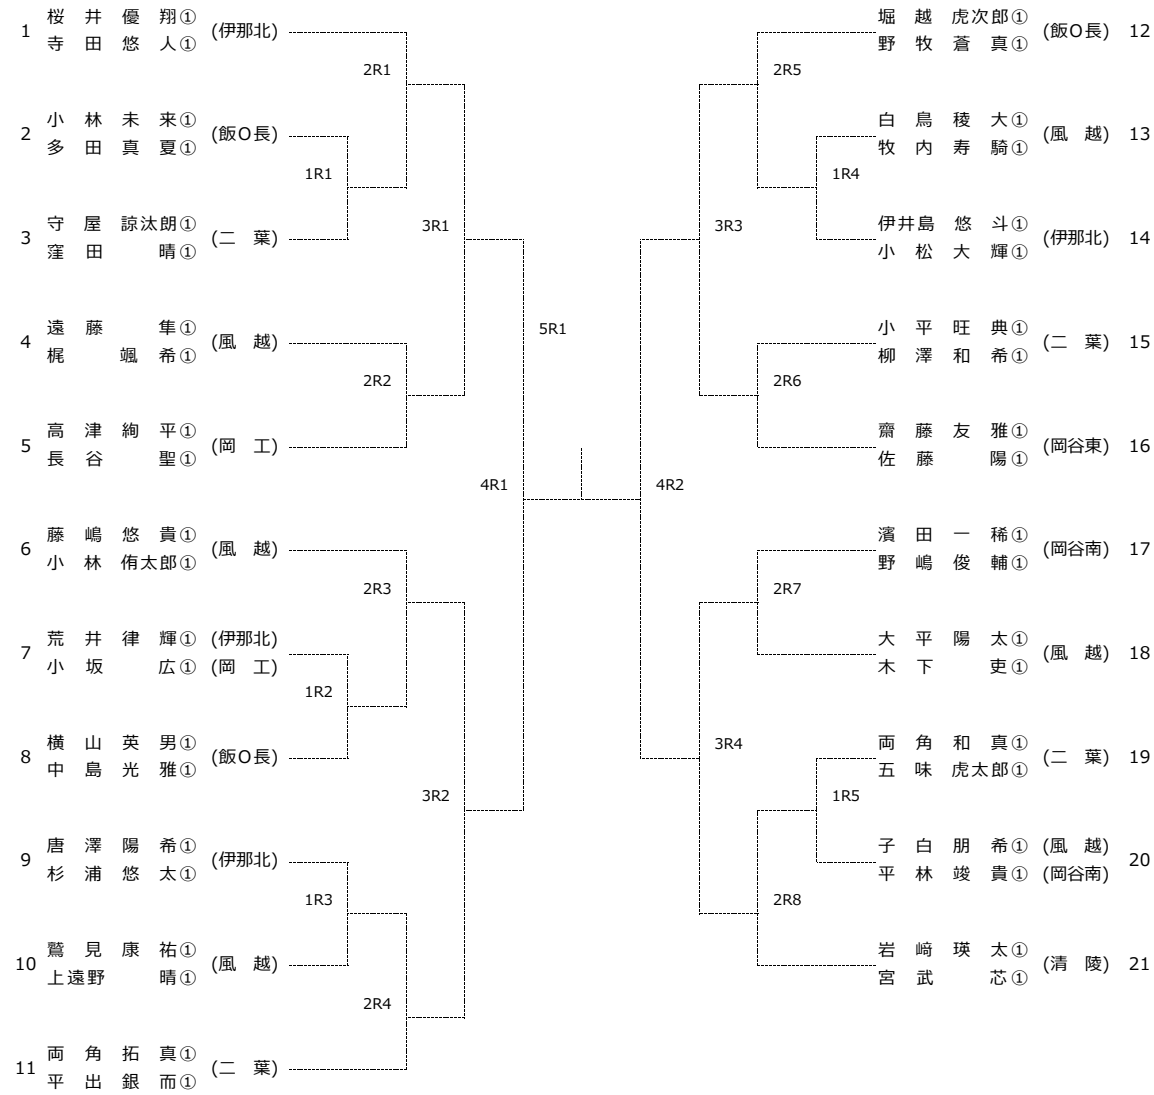 1 桜井優翔① (伊那北)
寺田悠人①
2R1
2 小林未来① (飯O長)
多田真夏①
1R1
3 守屋諒汰朗① (二葉)
窪田晴①
3R1
4 遠藤隼① (風越)
梶颯希①
2R2
5 高津絢平① (岡工)
長谷聖①
5R1
4R1
6 藤嶋悠貴① (風越)
小林侑太郎①
2R3
7 荒井律輝① (伊那北)
小坂広① (岡工)
1R2
8 横山英男① (飯O長)
中島光雅①
3R2
9 唐澤陽希① (伊那北)
杉浦悠太①
1R3
10 鷲見康祐① (風越)
上遠野晴①
2R4
11 両角拓真① (二葉)
平出銀而①
堀越虎次郎① (飯O長) 12
野牧蒼真①
2R5
白鳥稜大① (風越) 13
牧内寿騎①
1R4
伊井島悠斗① (伊那北) 14
小松大輝①
3R3
小平旺典① (二葉) 15
柳澤和希①
2R6
齋藤友雅① (岡谷東) 16
佐藤陽①
4R2
濱田一稀① (岡谷南) 17
野嶋俊輔①
2R7
大平陽太① (風越) 18
木下吏①
3R4
両角和真① (二葉) 19
五味虎太郎①
1R5
子白朋希① (風越) 20
平林竣貴① (岡谷南)
2R8
岩﨑瑛太① (清陵) 21
宮武芯①